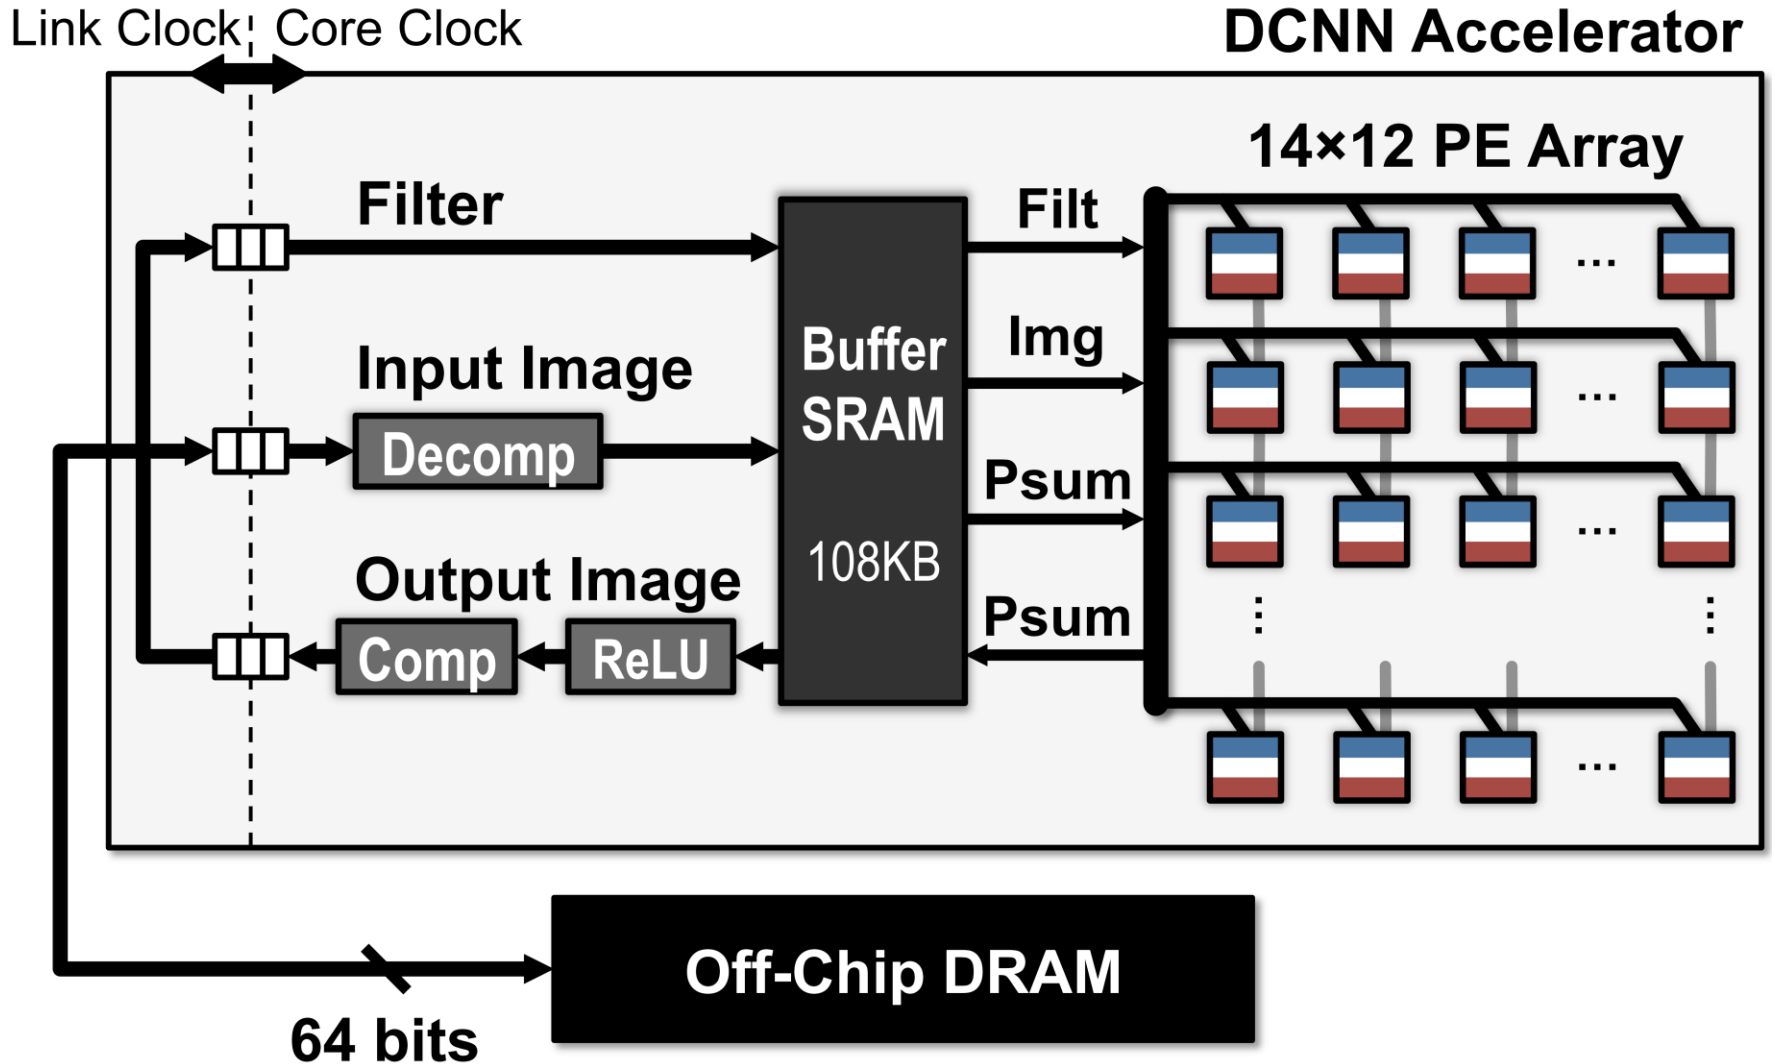 Link Clock
Core Clock
DCNN Accelerator
14×12 PE Array
Filter
Filt
Input Image
Decomp
Img
Buffer
SRAM
108KB
Psum
Output Image
Comp
ReLU
Psum
...
...
...
...
...
...
Off-Chip DRAM
64 bits